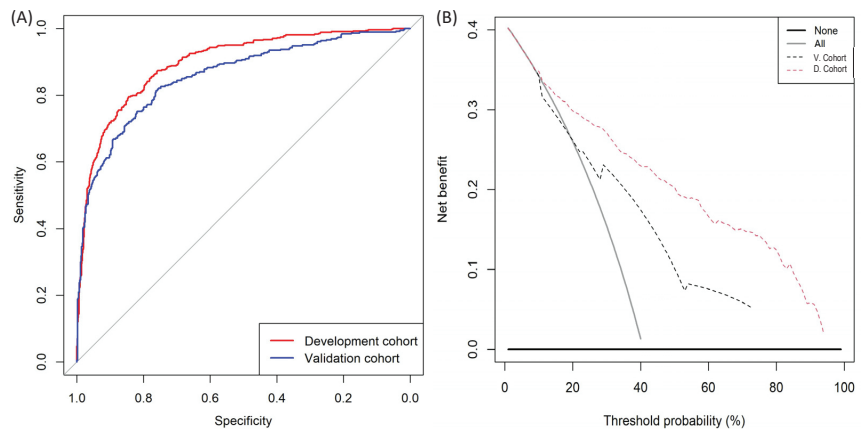 (A)
Sensitivity
1.0
0.8
0.6
0.4
0.2
0.0
1.0 0.8 0.6 0.4 0.2 0.0
Specificity
Development cohort
Validation cohort
(B)
Net benefit
0.4
0.3
0.2
0.1
0.0
0 20 40 60 80 100
Threshold probability (%)
None
All
V. Cohort
D. Cohort